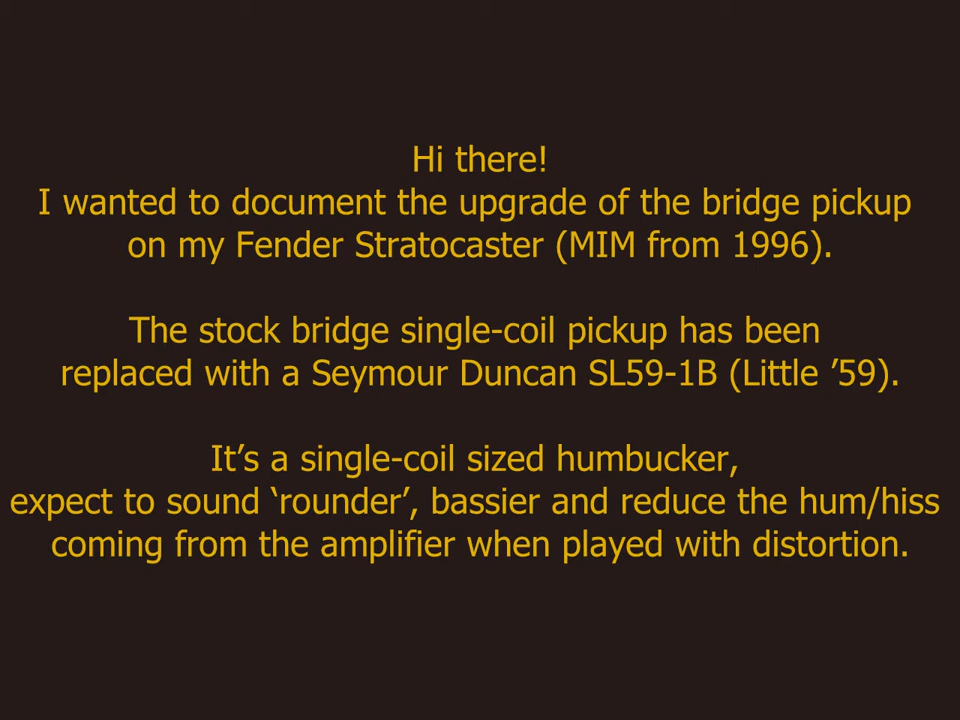 Hi there!
I wanted to document the upgrade of the bridge pickup
on my Fender Stratocaster (MIM from 1996).
The stock bridge single-coil pickup has been
replaced with a Seymour Duncan SL59-1B (Little ’59).
It’s a single-coil sized humbucker,
expect to sound ‘rounder’, bassier and reduce the hum/hiss
coming from the amplifier when played with distortion.